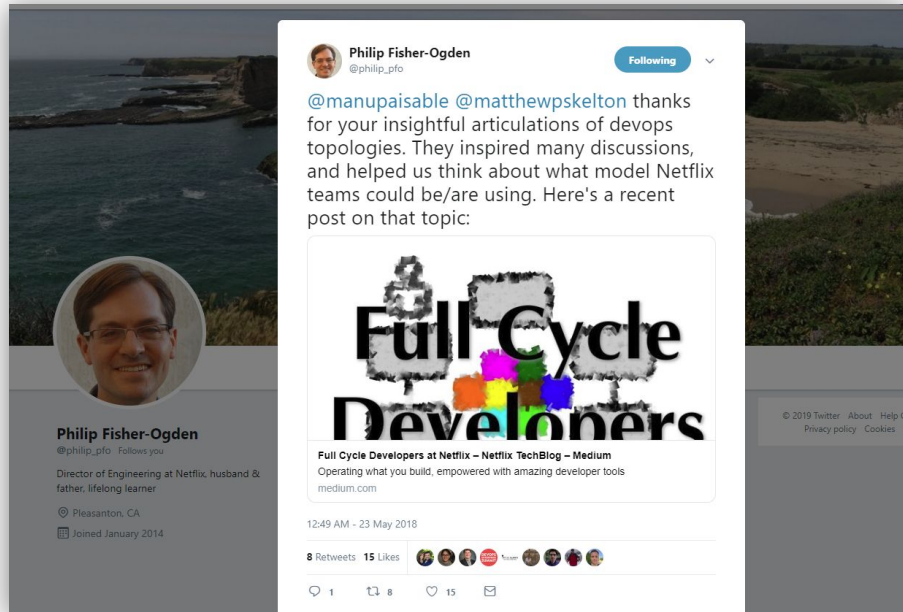 Philip Fisher-Ogden
@philip_pfo
Following
@manupaisable @matthewpskelton thanks
for your insightful articulations of devops
topologies. They inspired many discussions,
and helped us think about what model Netflix
teams could be/are using. Here's a recent
post on that topic:
Full Cycle
Developers
Full Cycle Developers at Netflix – Netflix TechBlog – Medium
Operating what you build, empowered with amazing developer tools
medium.com
12:49 AM - 23 May 2018
8 Retweets 15 Likes
1 8 15
Philip Fisher-Ogden
@philip_pfo Follows you
Director of Engineering at Netflix, husband &
father, lifelong learner
Pleasanton, CA
Joined January 2014
© 2019 Twitter About Help
Privacy policy Cookies